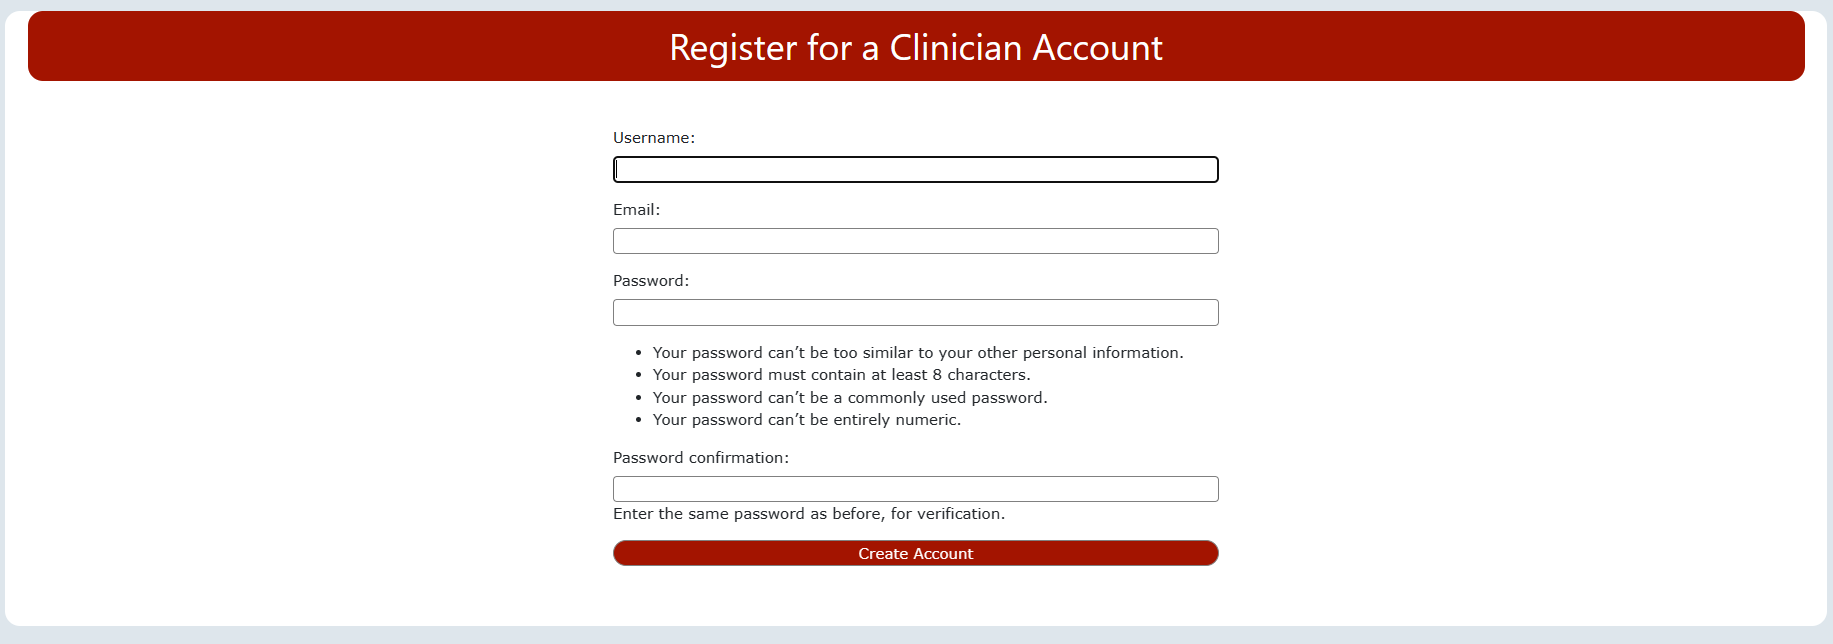 Register for a Clinician Account
Username:
Email:
Password:
• Your password can’t be too similar to your other personal information.
• Your password must contain at least 8 characters.
• Your password can’t be a commonly used password.
• Your password can’t be entirely numeric.
Password confirmation:
Enter the same password as before, for verification.
Create Account